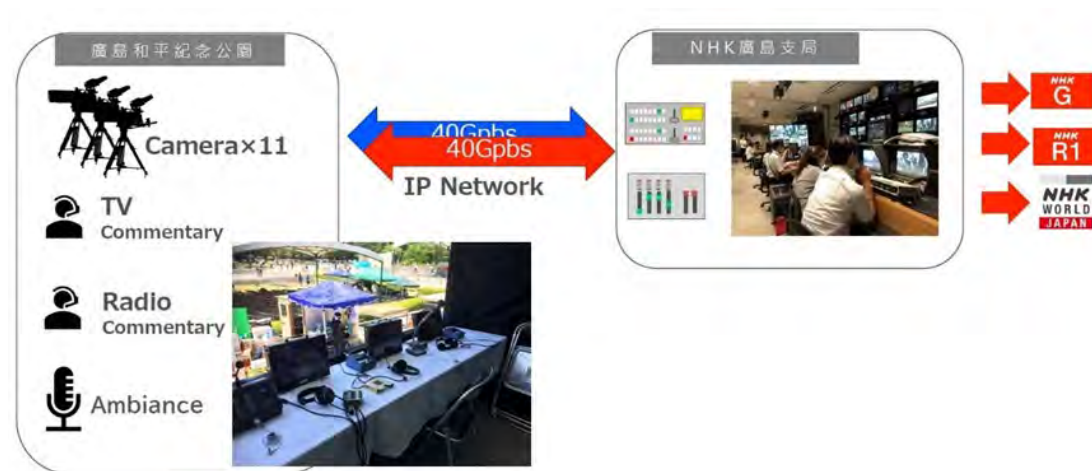 廣島和平紀念公園
Camera×11
TV
Commentary
Radio
Commentary
Ambiance
40Gpbs
40Gpbs
IP Network
NHK廣島支局
NHK
G
NHK
R1
NHK
WORLD
JAPAN